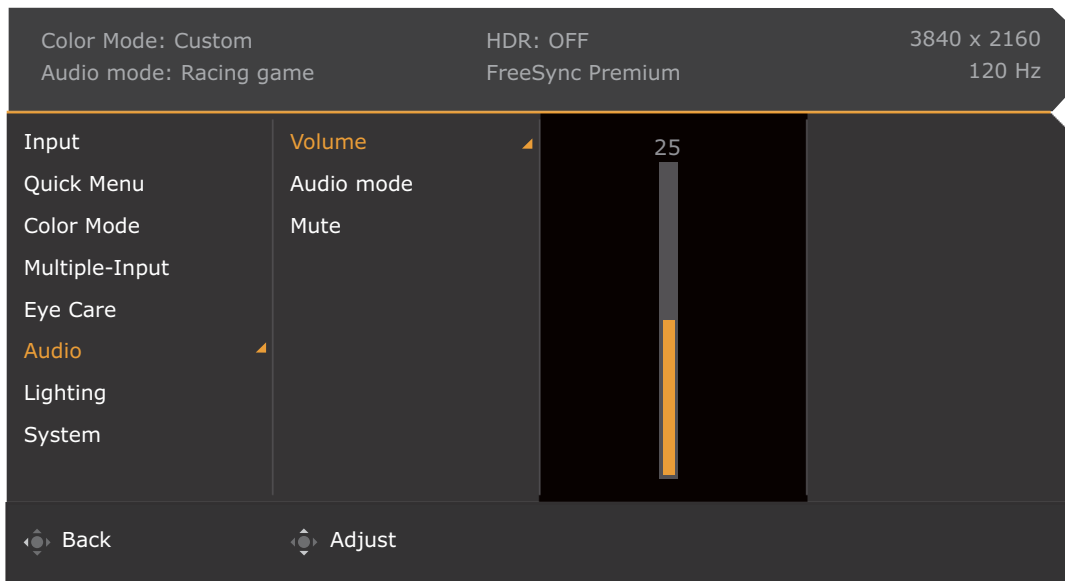 Color Mode: Custom
HDR: OFF
3840 x 2160
Audio mode: Racing game
FreeSync Premium
120 Hz
Input
Quick Menu
Color Mode
Multiple-Input
Eye Care
Audio
Lighting
System
Volume
Audio mode
Mute
25
Back
Adjust